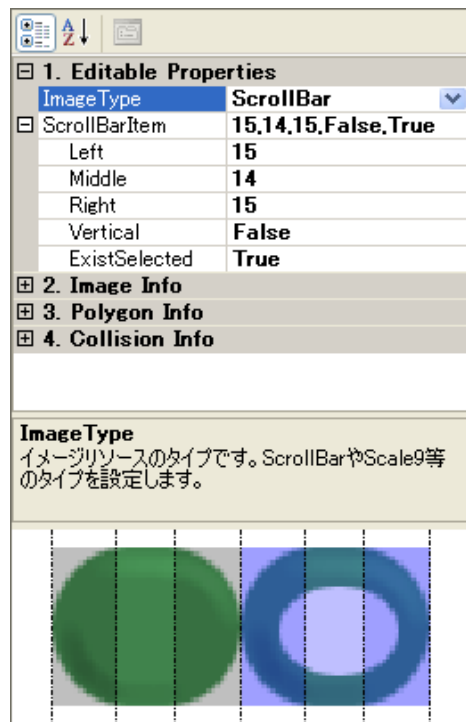 1. Editable Properties
ImageType ScrollBar
ScrollBarItem 15,14,15,False,True
Left 15
Middle 14
Right 15
Vertical False
ExistSelected True
2. Image Info
3. Polygon Info
4. Collision Info
ImageType
イメージリソースのタイプです。ScrollBarやScale9等
のタイプを設定します。